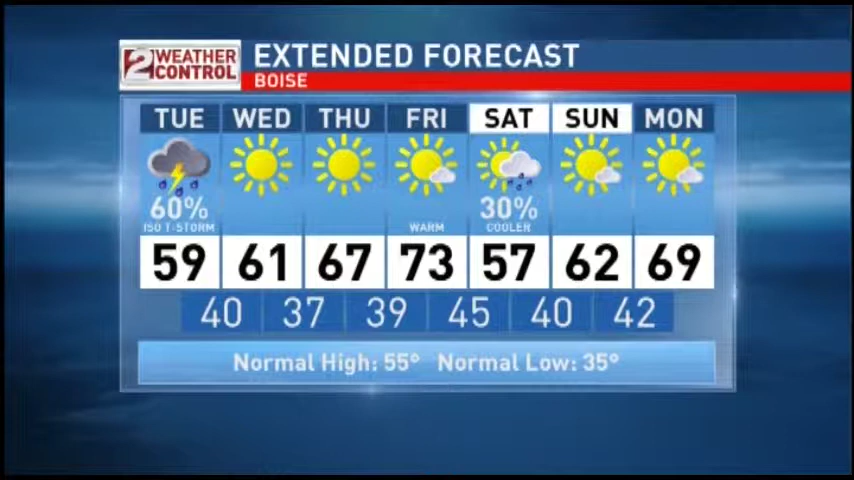 2 WEATHER
CONTROL
EXTENDED FORECAST
BOISE
TUE WED THU FRI SAT SUN MON
60% 30%
ISO T-STORM WARM COOLER
59 61 67 73 57 62 69
40 37 39 45 40 42
Normal High: 55° Normal Low: 35°